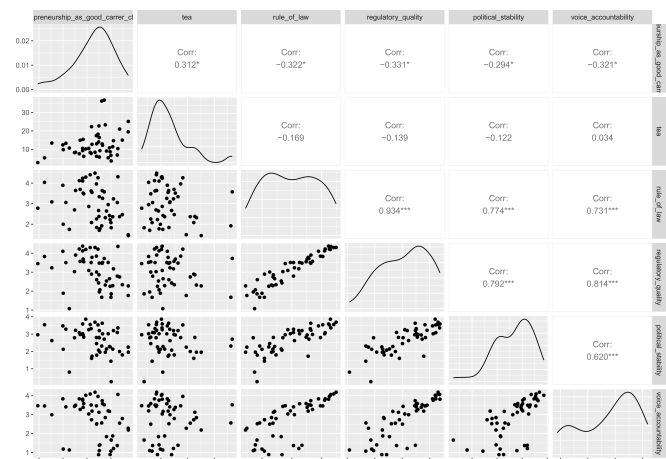 preneurship_as_good_carrer_cl
tea
rule_of_law
regulatory_quality
political_stability
voice_accountability
0.02
0.01
0.00
Corr:
0.312*
Corr:
−0.322*
Corr:
−0.331*
Corr:
−0.294*
Corr:
−0.321*
urship_as_good_carr
30
20
10
Corr:
−0.169
Corr:
−0.139
Corr:
−0.122
Corr:
0.034
tea
4
3
2
Corr:
0.934***
Corr:
0.774***
Corr:
0.731***
rule_of_law
4
3
2
1
Corr:
0.792***
Corr:
0.814***
regulatory_quality
4
3
2
1
Corr:
0.620***
political_stability
4
3
2
1
voice_accountability